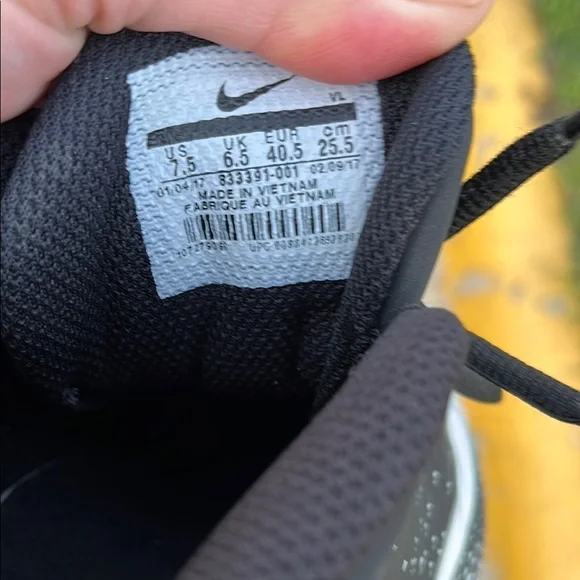 VL
US UK EUR cm
7.5 6.5 40.5 25.5
01/04/17 833391-001 02/09/17
MADE IN VIETNAM
FABRIQUE AU VIETNAM
UPC